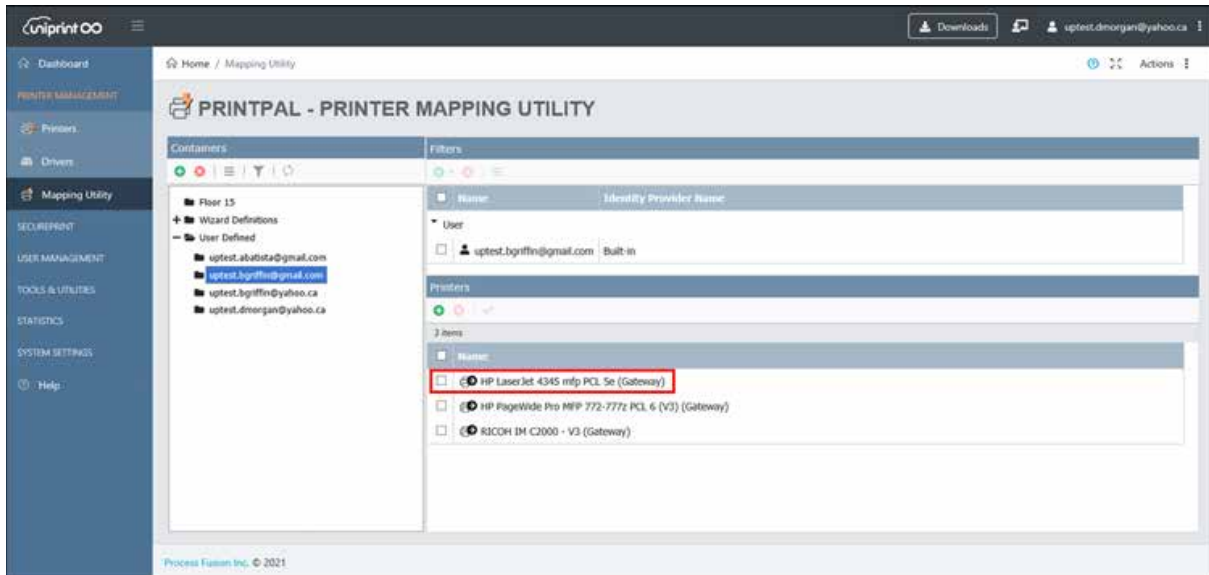 uniprint
Downloads
uptest.dmorgan@yahoo.ca
Dashboard
Home / Mapping Utility
Actions
PRINTER MANAGEMENT
PRINTPAL - PRINTER MAPPING UTILITY
Printers
Containers
Filters
Drivers
Mapping Utility
Floor 15
Name
Identity Provider Name
Wizard Definitions
User
SECUREPRINT
User Defined
uptest.bgriffin@gmail.com Built-in
uptest.abatista@gmail.com
USER MANAGEMENT
uptest.bgriffin@gmail.com
Printers
TOOLS & UTILITIES
uptest.bgriffin@yahoo.ca
uptest.dmorgan@yahoo.ca
STATISTICS
3 items
SYSTEM SETTINGS
Name
Help
HP LaserJet 4345 mfp PCL 5e (Gateway)
HP PageWide Pro MFP 772-777z PCL 6 (V3) (Gateway)
RICOH IM C2000 - V3 (Gateway)
Process Fusion Inc. © 2021